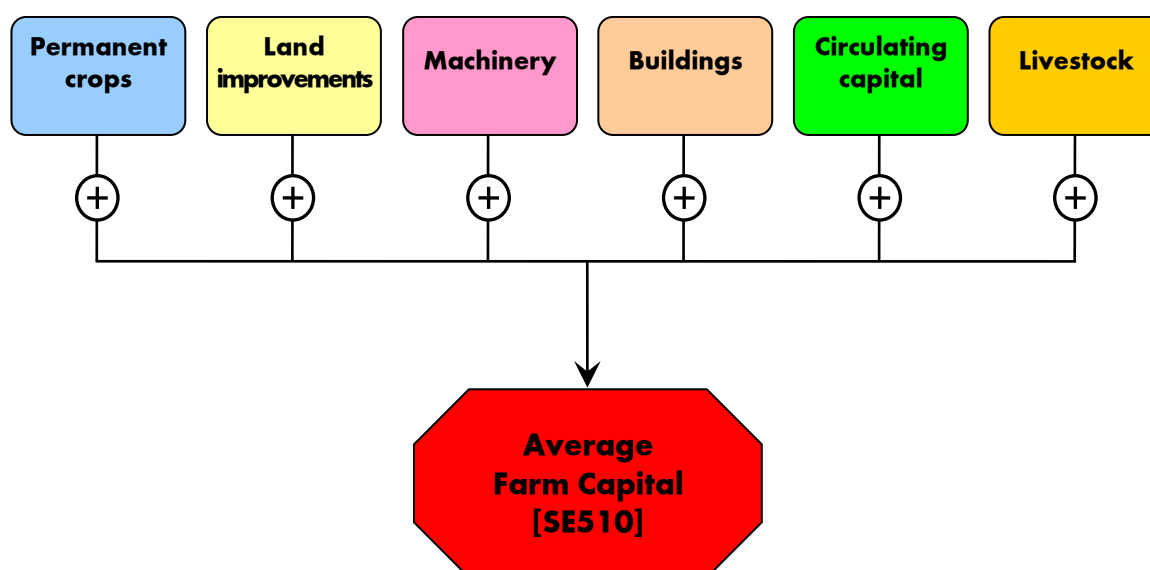 Permanent
crops
Land
improvements
Machinery
Buildings
Circulating
capital
Livestock
+
+
+
+
+
+
Average
Farm Capital
[SE510]